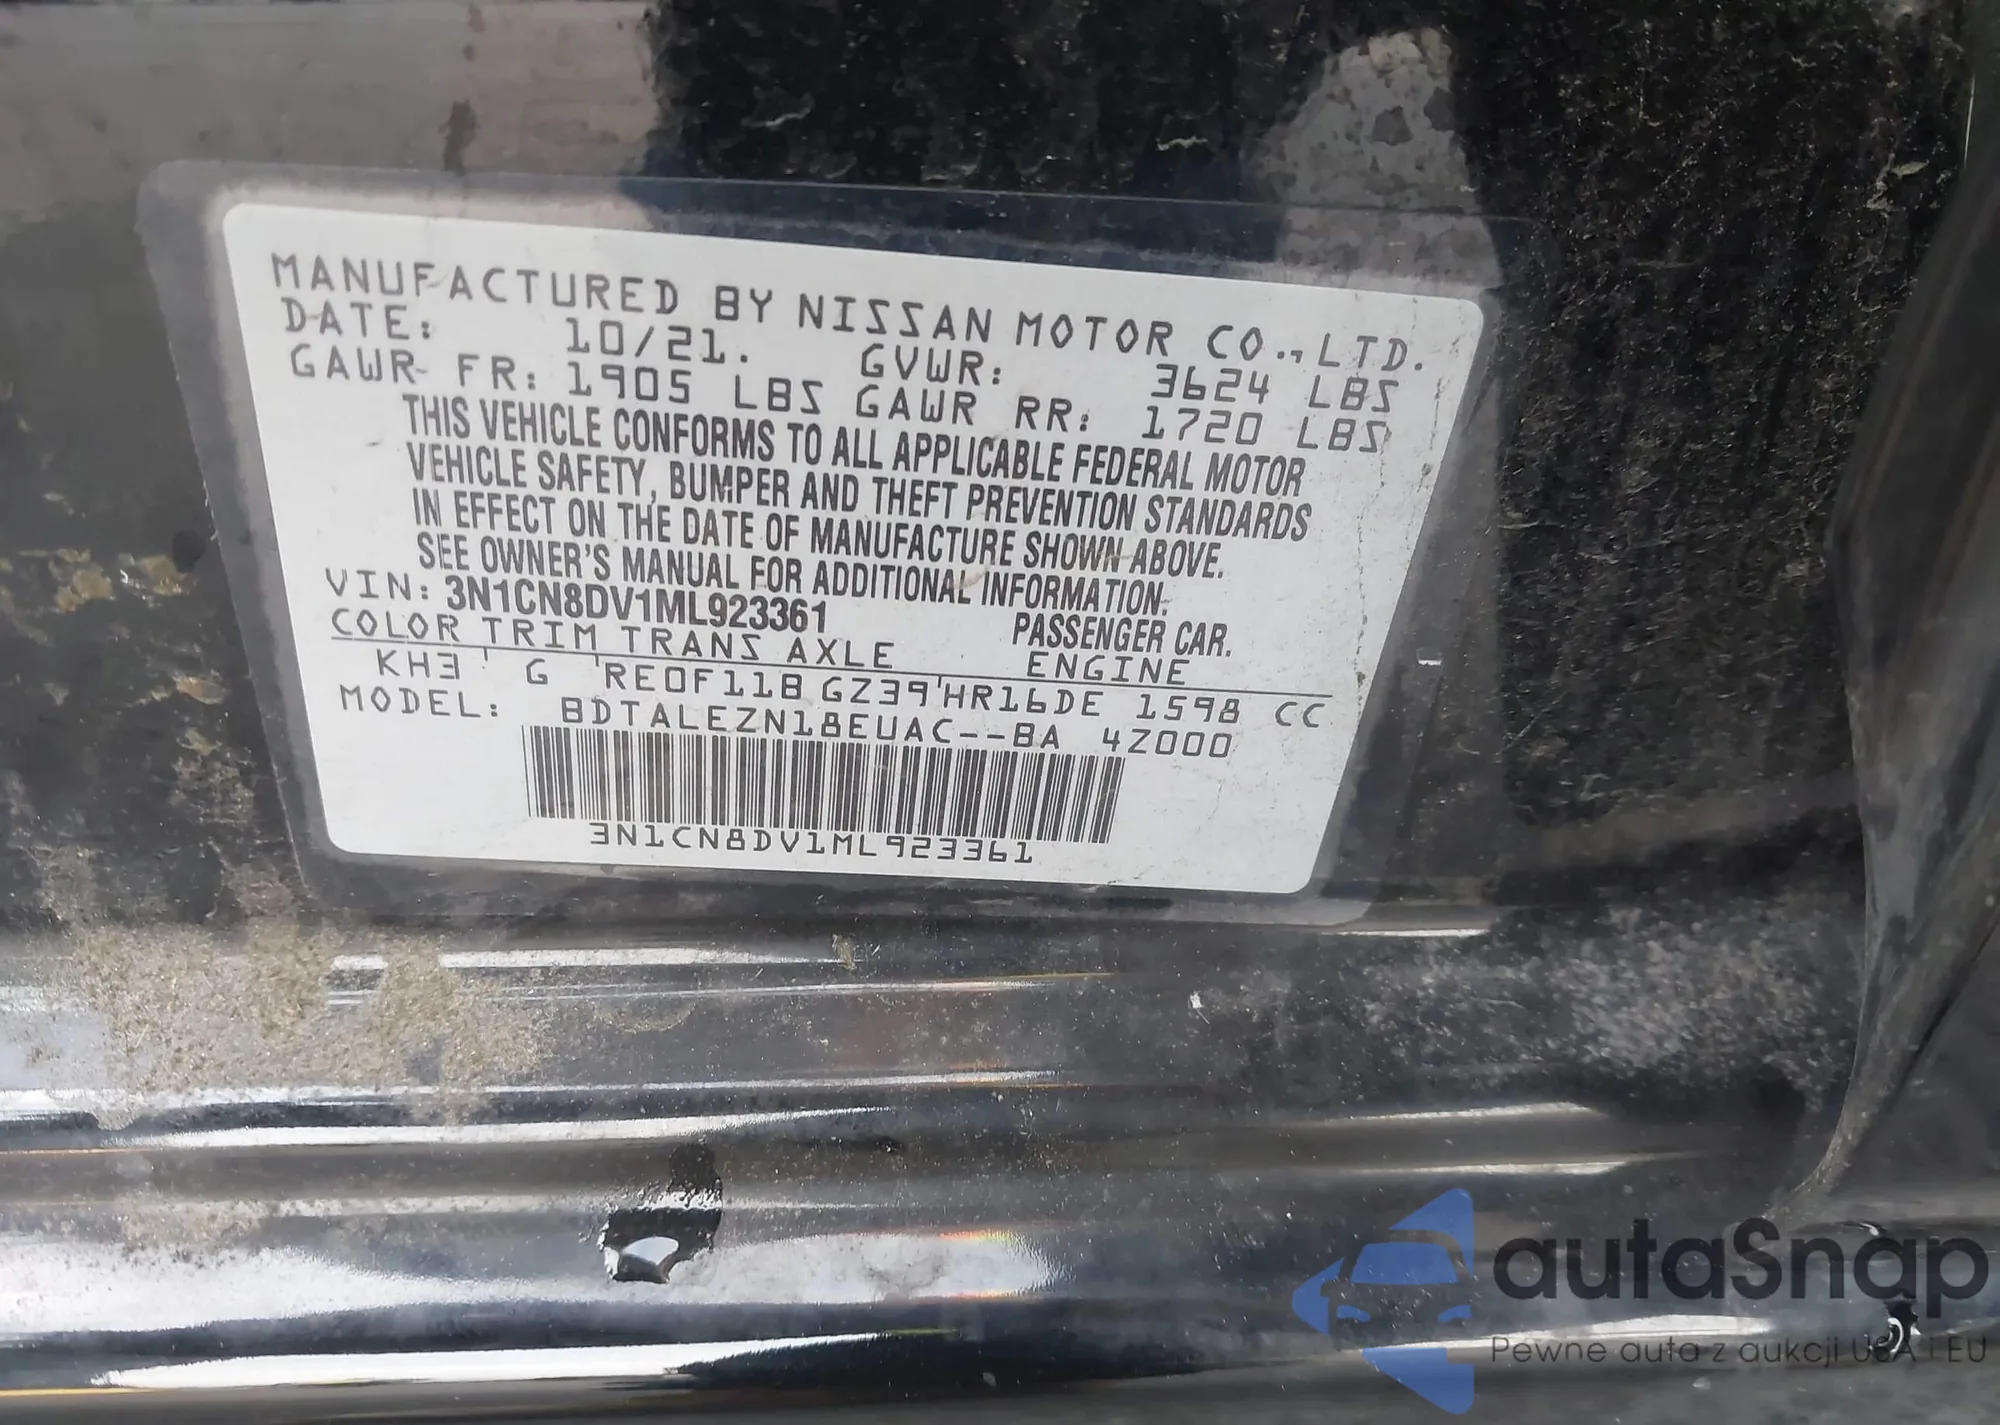 MANUFACTURED BY NISSAN MOTOR CO., LTD.
DATE: 10/21. GVWR: 3624 LBS
GAWR FR: 1905 LBS GAWR RR: 1720 LBS
THIS VEHICLE CONFORMS TO ALL APPLICABLE FEDERAL MOTOR
VEHICLE SAFETY, BUMPER AND THEFT PREVENTION STANDARDS
IN EFFECT ON THE DATE OF MANUFACTURE SHOWN ABOVE.
SEE OWNER'S MANUAL FOR ADDITIONAL INFORMATION.
VIN: 3N1CN8DV1ML923361 PASSENGER CAR.
COLOR TRIM TRANS AXLE ENGINE
KH3 G RE0F11B GZ39 HR16DE 1598 CC
MODEL: BDTALEZN18EUAC--BA 4Z000
3N1CN8DV1ML923361
autaSnap
Pewne auta z aukcji USA i EU